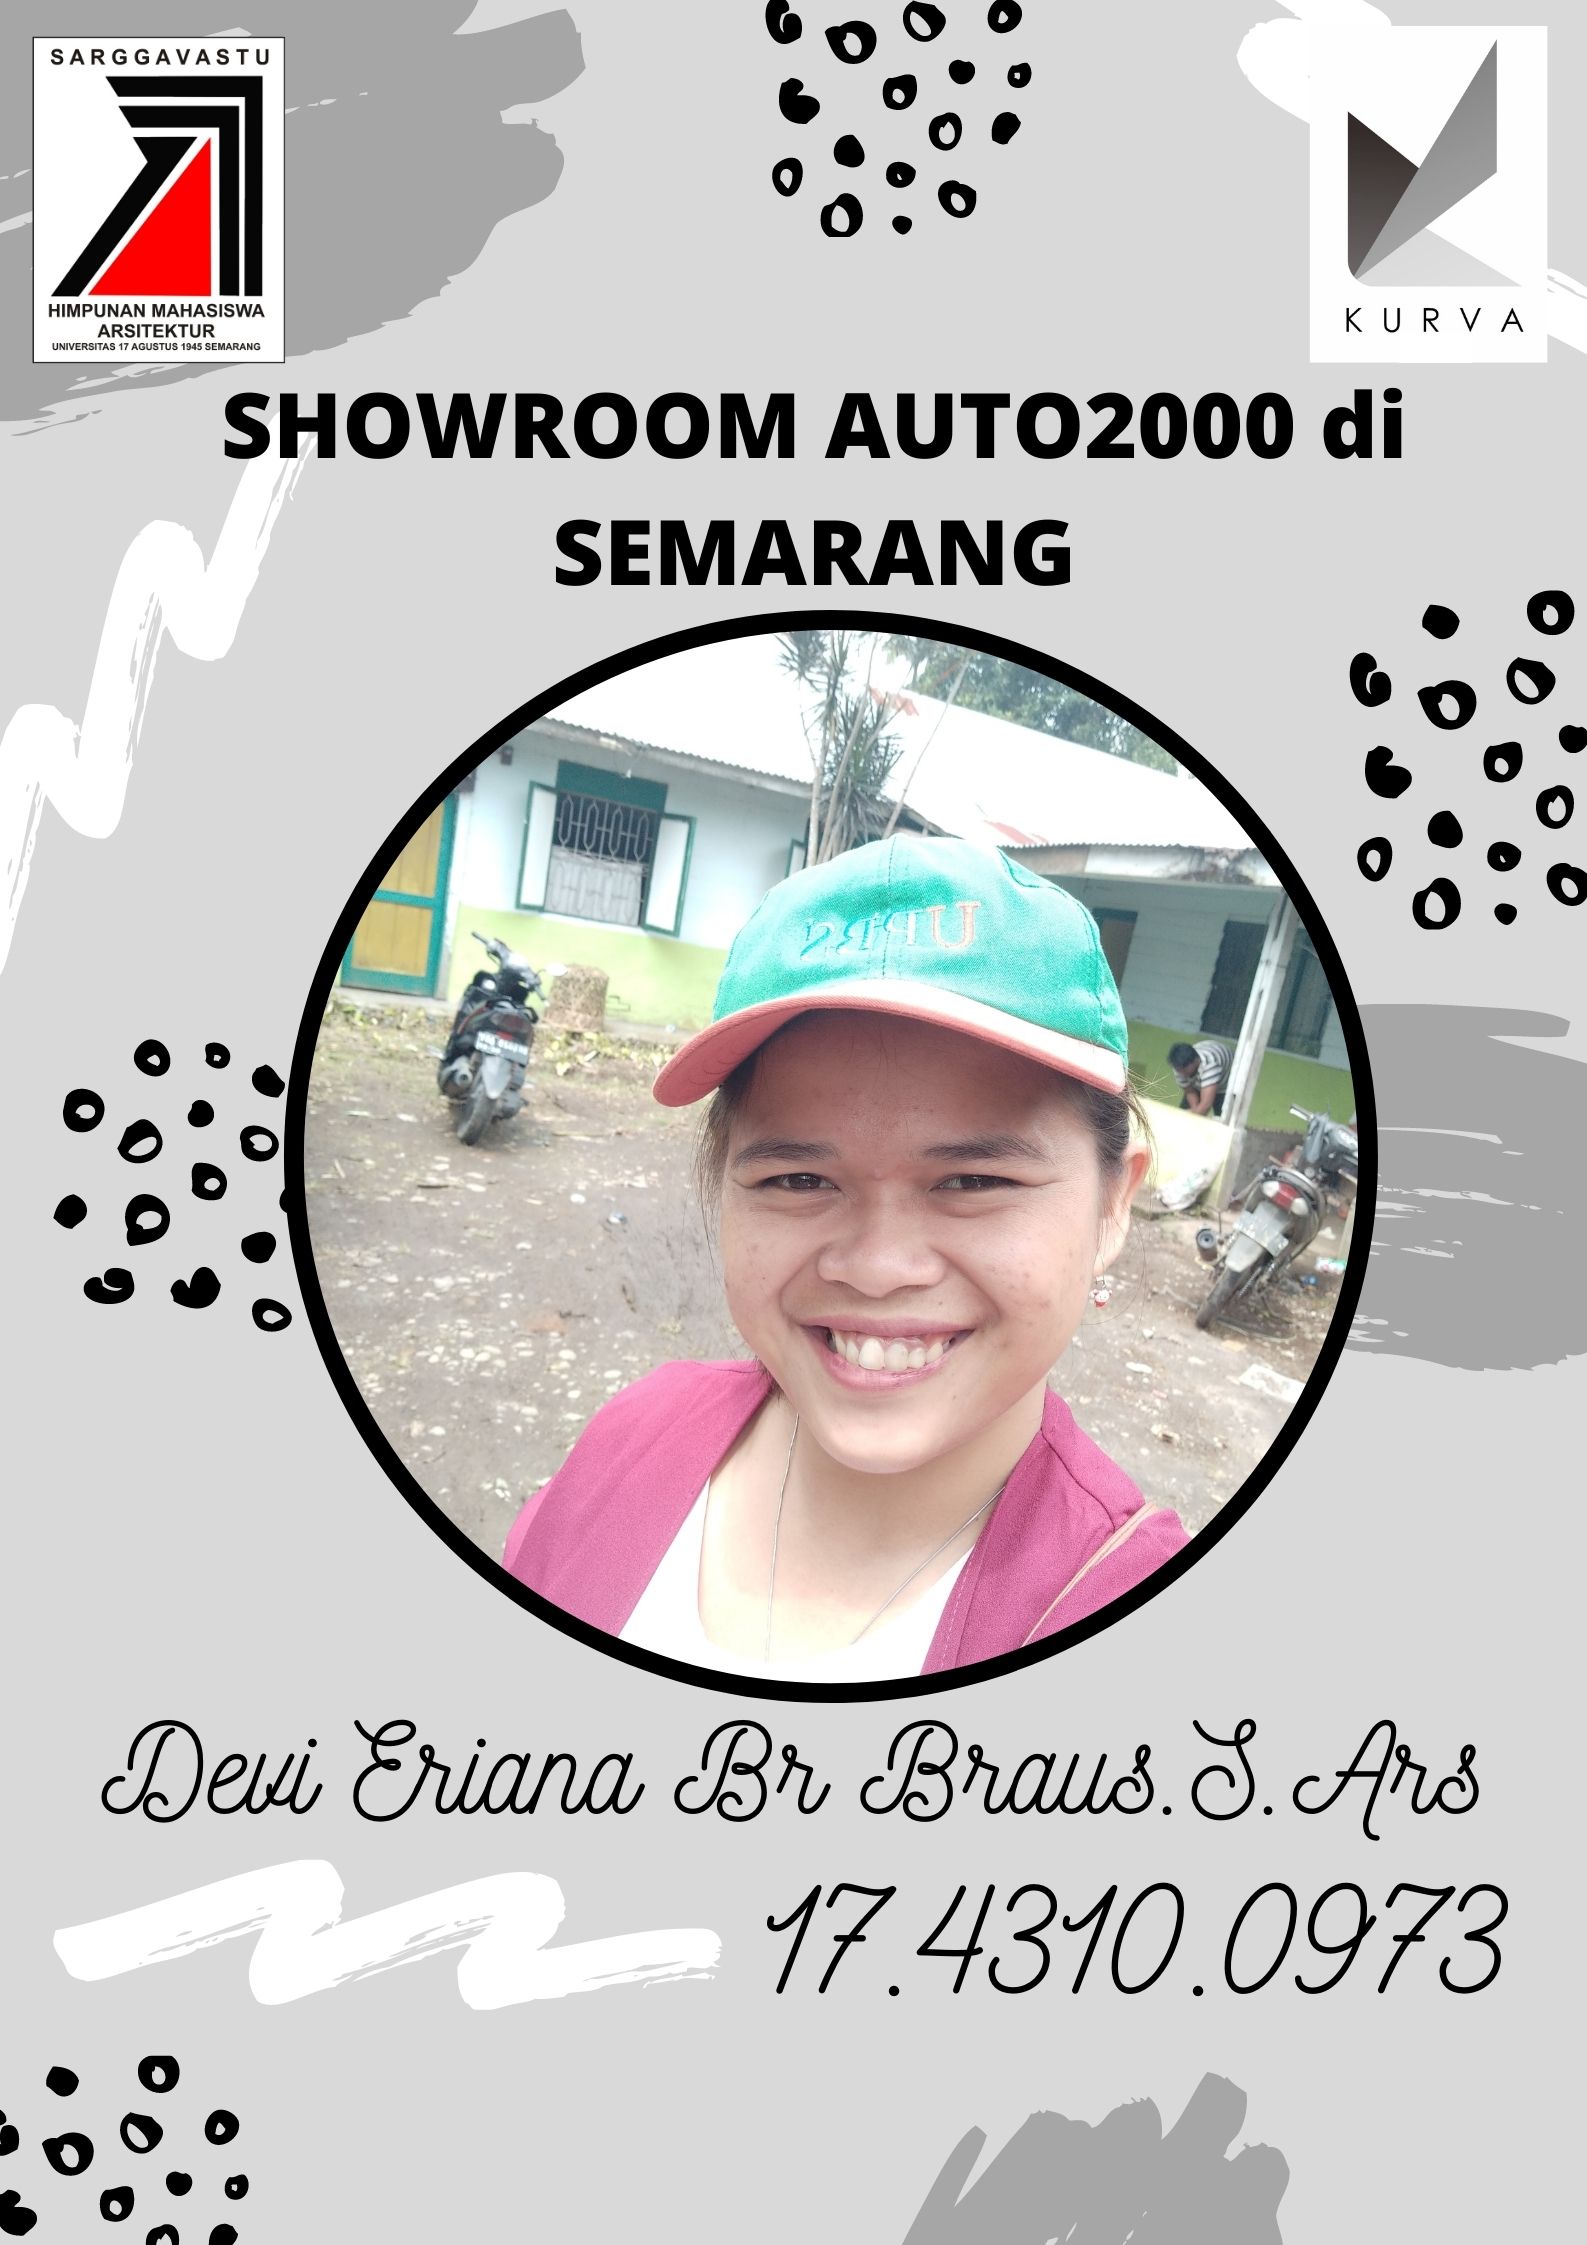 SARGGAVASTU
HIMPUNAN MAHASISWA
ARSITEKTUR
UNIVERSITAS 17 AGUSTUS 1945 SEMARANG
KURVA
SHOWROOM AUTO2000 di
SEMARANG
Devi Eriana Br Braus.S.Ars
17.4310.0973